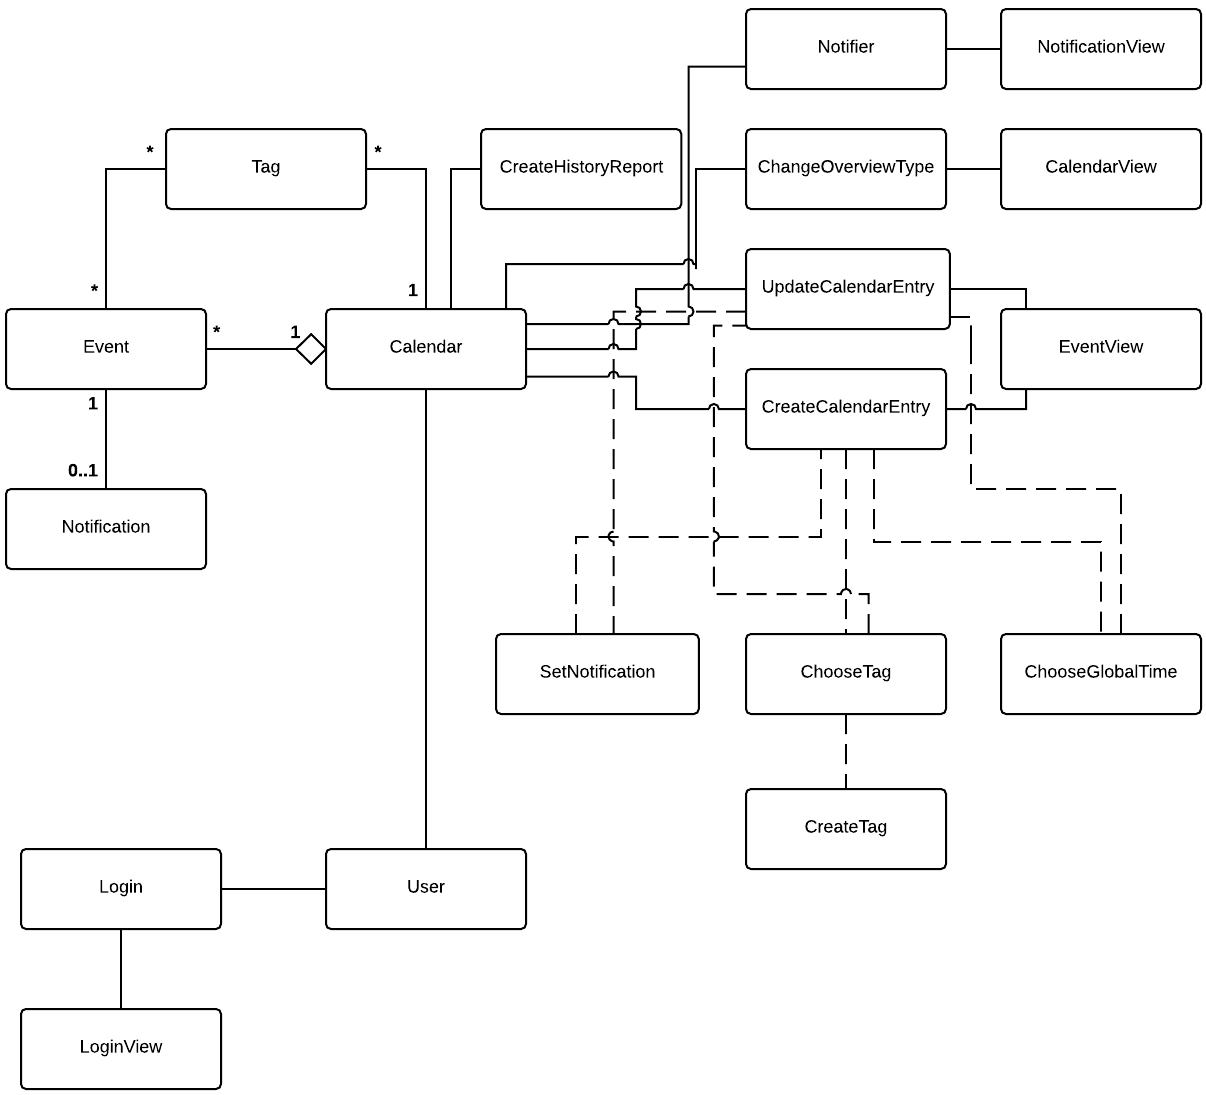 Notifier
NotificationView
*
Tag
*
CreateHistoryReport
ChangeOverviewType
CalendarView
*
1
UpdateCalendarEntry
Event
*
1
Calendar
EventView
1
CreateCalendarEntry
0..1
Notification
SetNotification
ChooseTag
ChooseGlobalTime
CreateTag
Login
User
LoginView